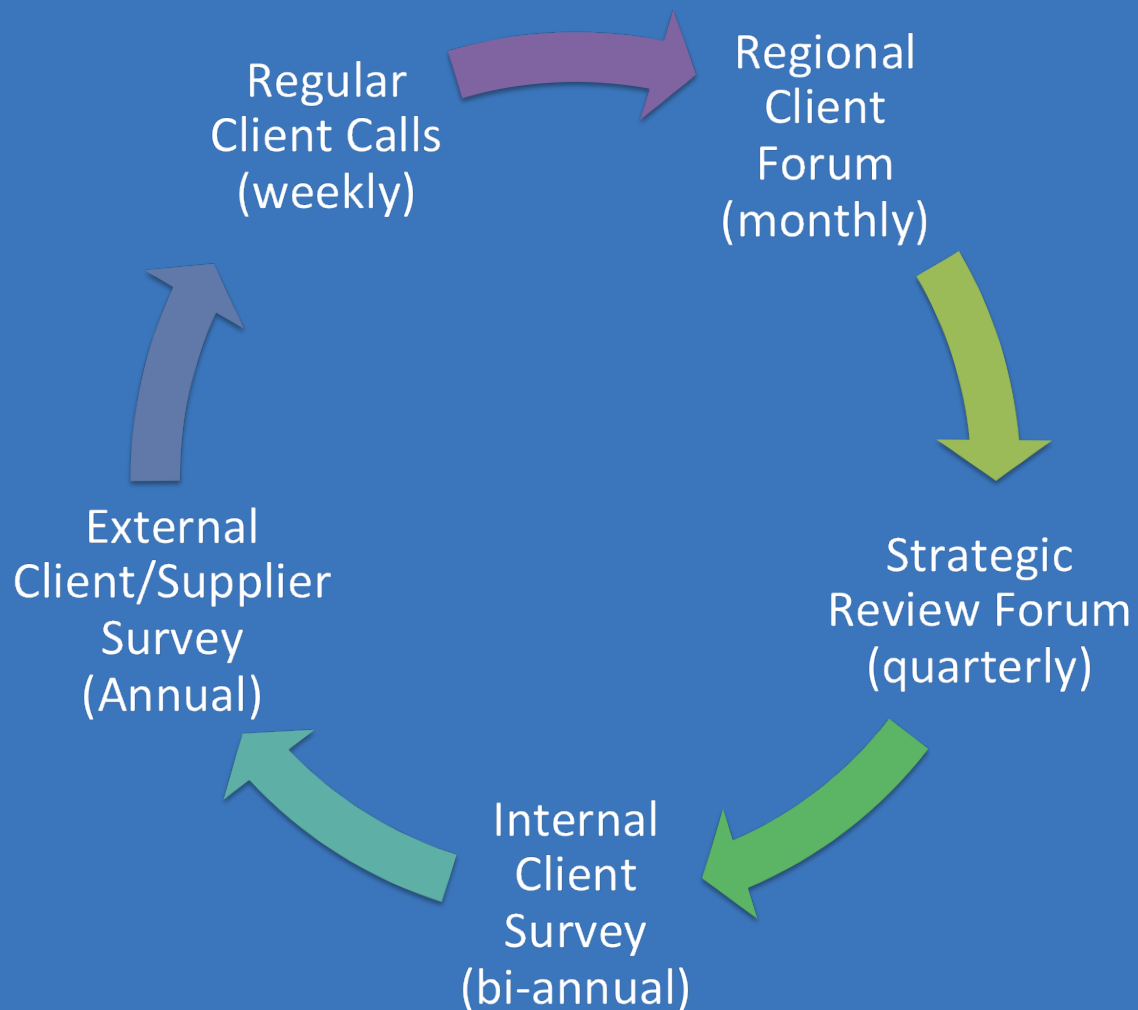 Regular
Client Calls
(weekly)
Regional
Client
Forum
(monthly)
Strategic
Review Forum
(quarterly)
Internal
Client
Survey
(bi-annual)
External
Client/Supplier
Survey
(Annual)